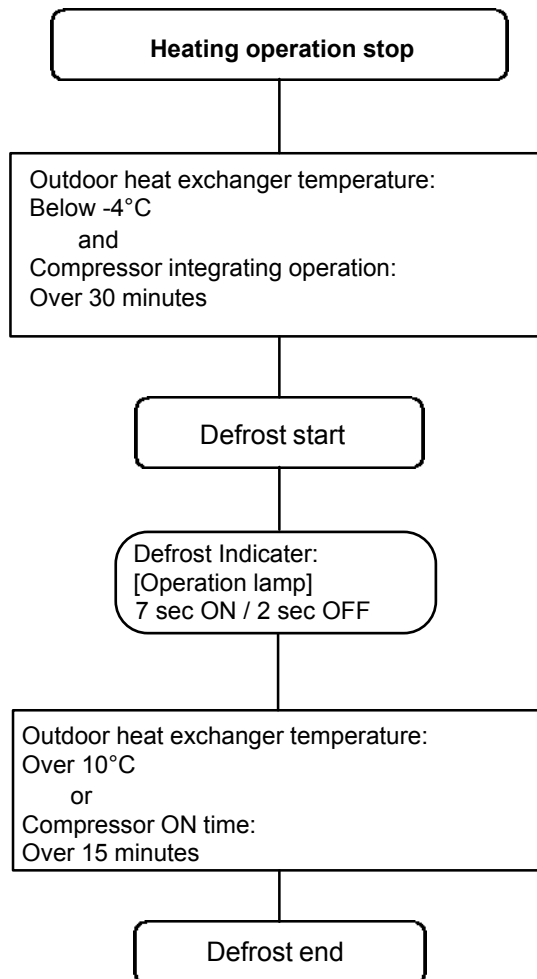 Heating operation stop
Outdoor heat exchanger temperature:
Below -4°C
and
Compressor integrating operation:
Over 30 minutes
Defrost start
Defrost Indicater:
[Operation lamp]
7 sec ON / 2 sec OFF
Outdoor heat exchanger temperature:
Over 10°C
or
Compressor ON time:
Over 15 minutes
Defrost end